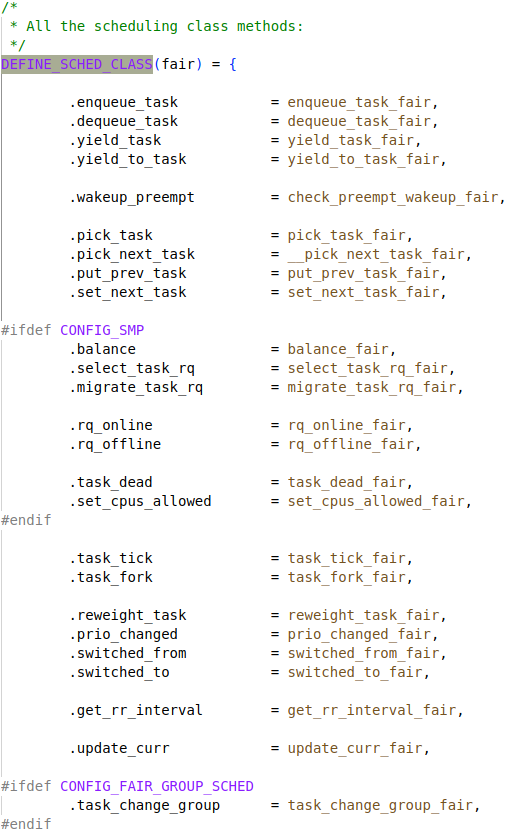 /*
 * All the scheduling class methods:
 */
DEFINE_SCHED_CLASS(fair) = {

        .enqueue_task           = enqueue_task_fair,
        .dequeue_task           = dequeue_task_fair,
        .yield_task             = yield_task_fair,
        .yield_to_task          = yield_to_task_fair,

        .wakeup_preempt         = check_preempt_wakeup_fair,

        .pick_task              = pick_task_fair,
        .pick_next_task         = __pick_next_task_fair,
        .put_prev_task          = put_prev_task_fair,
        .set_next_task          = set_next_task_fair,

#ifdef CONFIG_SMP
        .balance                = balance_fair,
        .select_task_rq         = select_task_rq_fair,
        .migrate_task_rq        = migrate_task_rq_fair,

        .rq_online              = rq_online_fair,
        .rq_offline             = rq_offline_fair,

        .task_dead              = task_dead_fair,
        .set_cpus_allowed       = set_cpus_allowed_fair,
#endif

        .task_tick              = task_tick_fair,
        .task_fork              = task_fork_fair,

        .reweight_task          = reweight_task_fair,
        .prio_changed           = prio_changed_fair,
        .switched_from          = switched_from_fair,
        .switched_to            = switched_to_fair,

        .get_rr_interval        = get_rr_interval_fair,

        .update_curr            = update_curr_fair,

#ifdef CONFIG_FAIR_GROUP_SCHED
        .task_change_group      = task_change_group_fair,
#endif